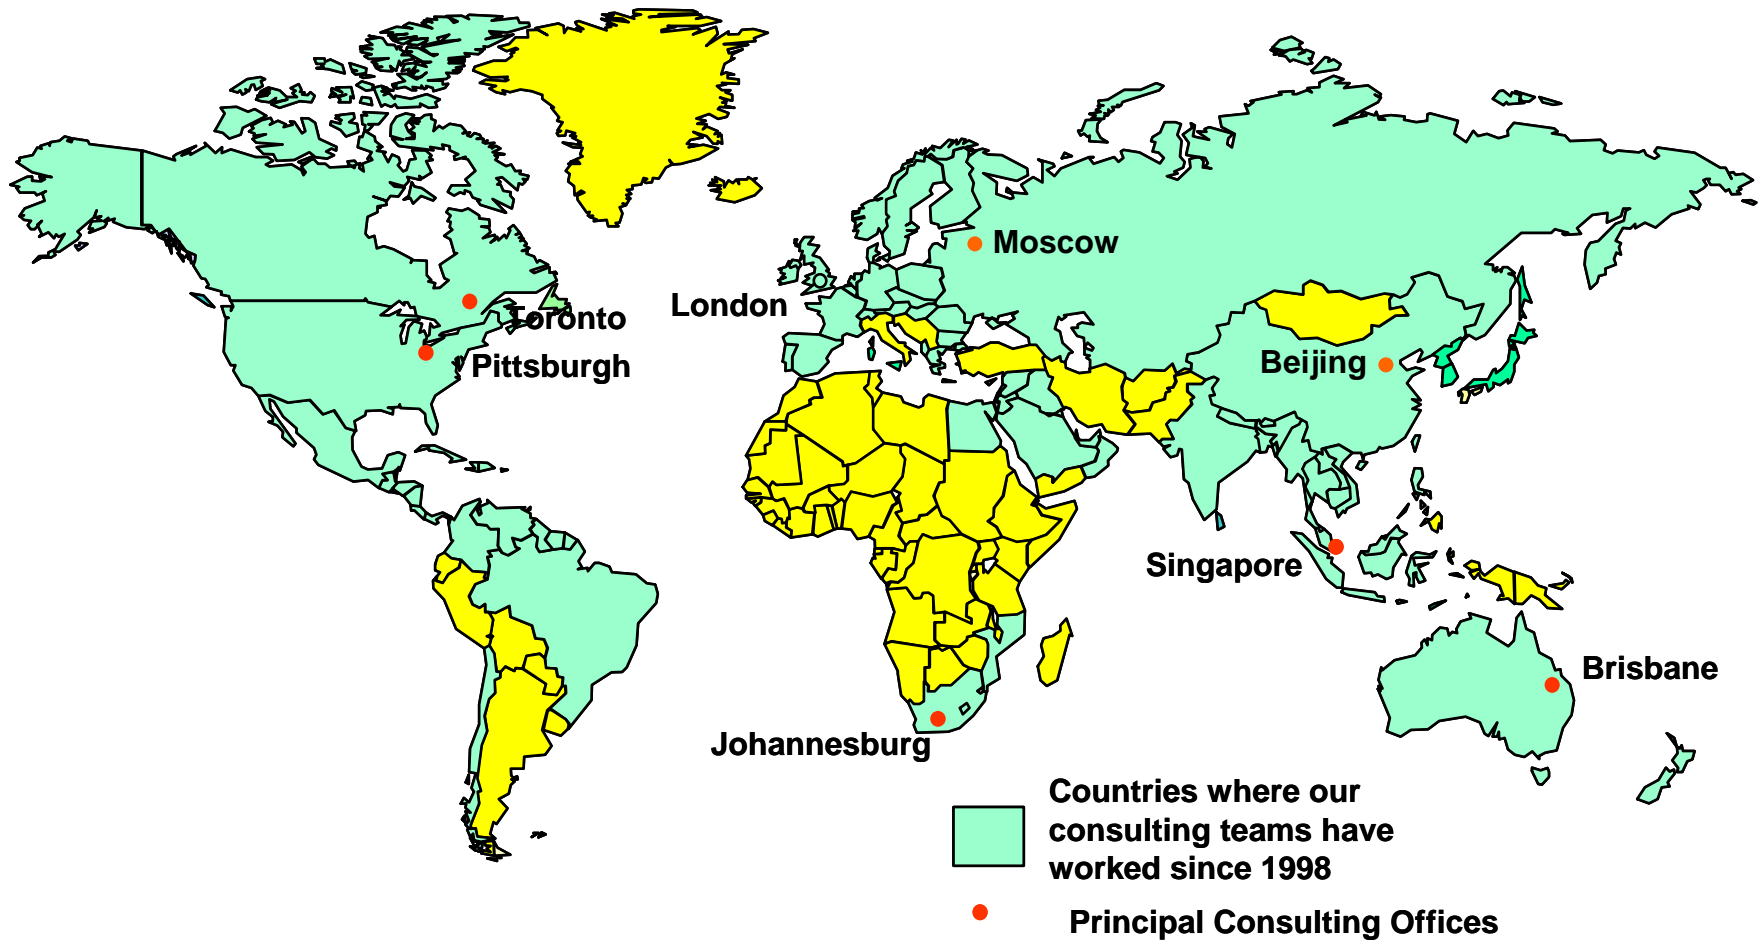 Moscow
London
Toronto
Beijing
Pittsburgh
Singapore
Brisbane
Johannesburg
Countries where our
consulting teams have
worked since 1998
Principal Consulting Offices